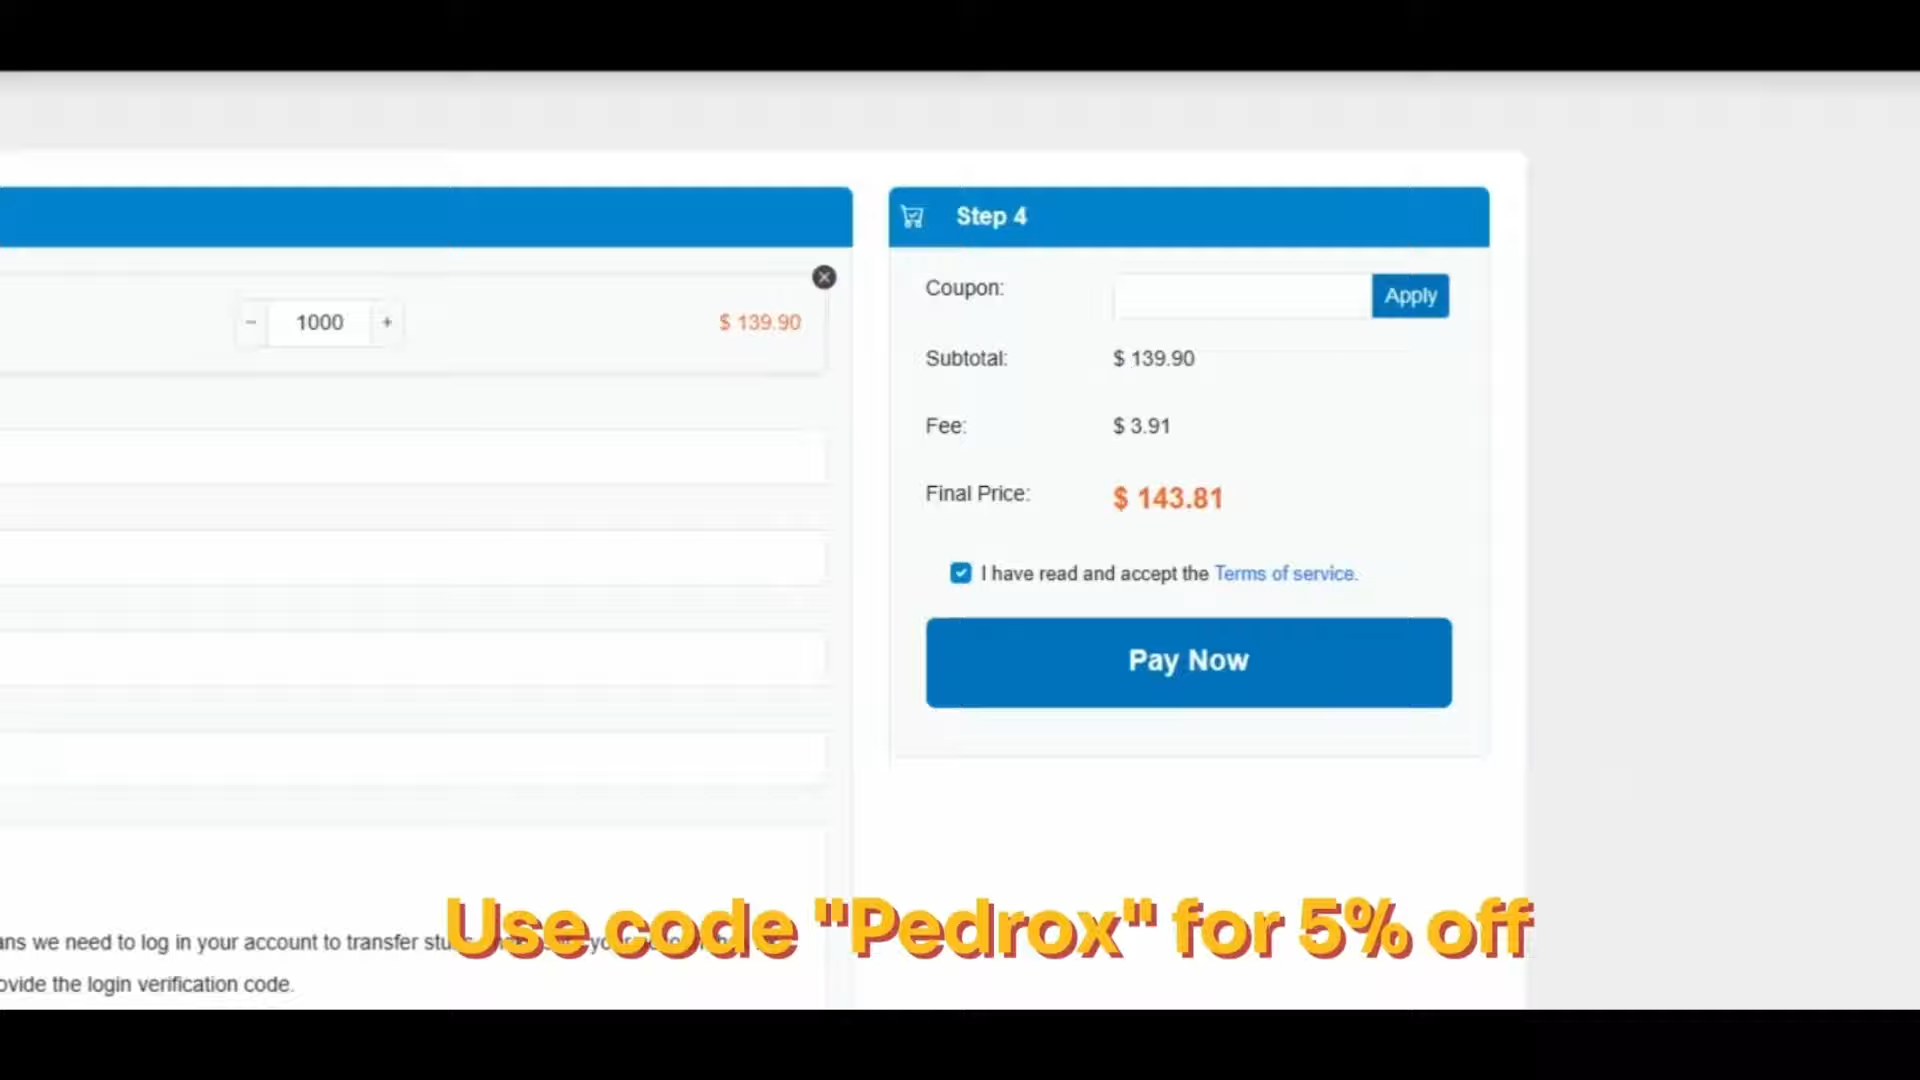 Step 4
Coupon:
Apply
− 1000 +
$ 139.90
Subtotal: $ 139.90
Fee: $ 3.91
Final Price: $ 143.81
I have read and accept the Terms of service.
Pay Now
Use code "Pedrox" for 5% off
ans we need to log in your account to transfer
ovide the login verification code.